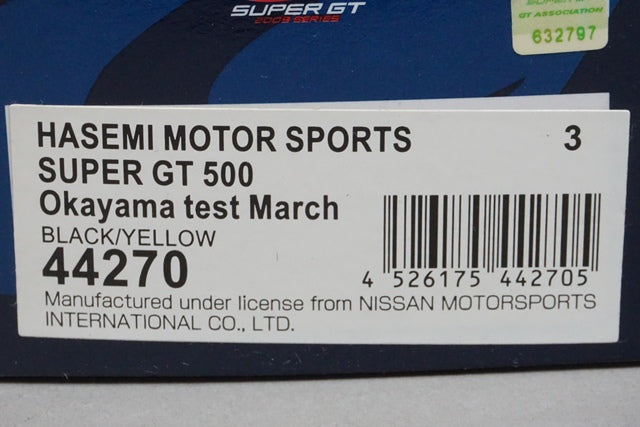 SUPER GT
2009 SERIES
GT ASSOCIATION
632797
HASEMI MOTOR SPORTS 3
SUPER GT 500
Okayama test March
BLACK/YELLOW
44270
4 526175 442705
Manufactured under license from NISSAN MOTORSPORTS
INTERNATIONAL CO., LTD.